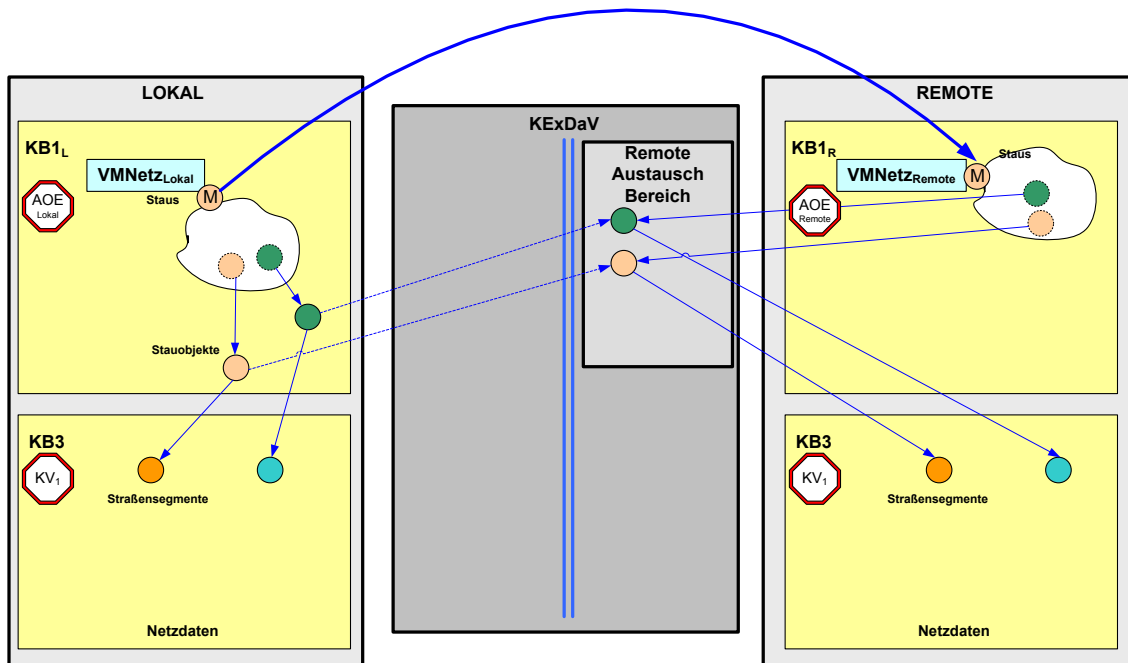 LOKAL
KB1L
VMNetzLokal
Staus
M
AOE
Lokal
Stauobjekte
KB3
KV1
Straßensegmente
Netzdaten
KExDaV
Remote
Austausch
Bereich
REMOTE
KB1R
Staus
VMNetzRemote
M
AOE
Remote
KB3
KV1
Straßensegmente
Netzdaten